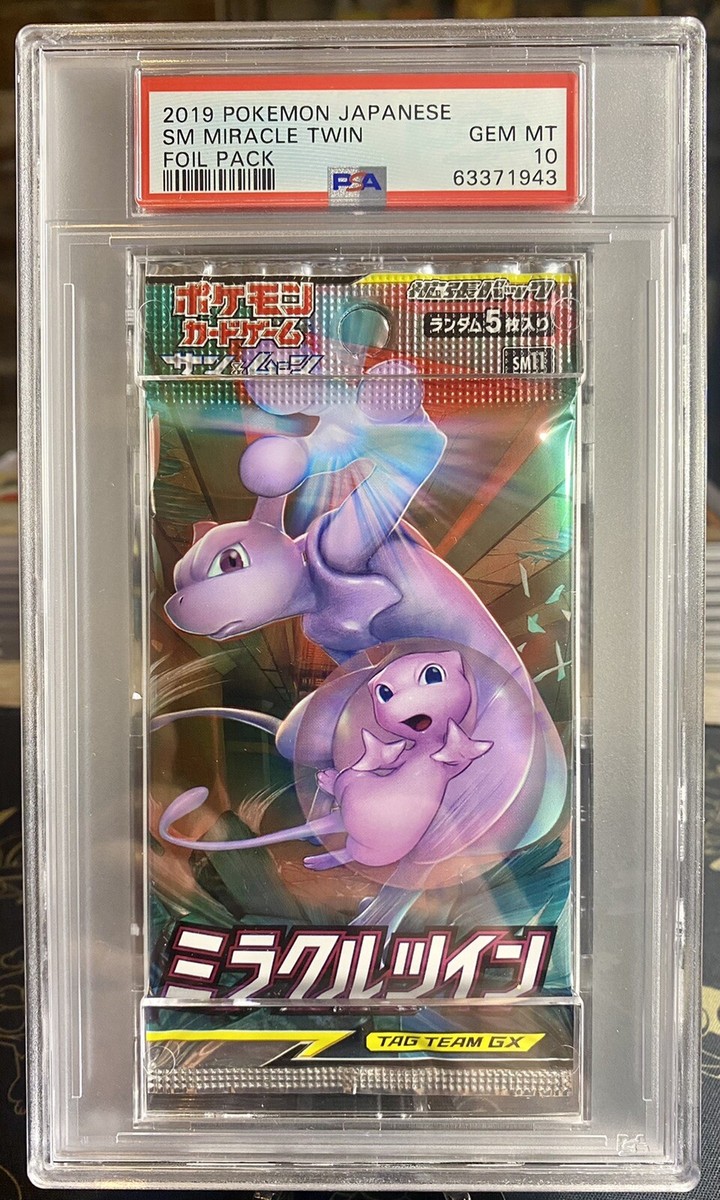 2019 POKEMON JAPANESE
SM MIRACLE TWIN GEM MT
FOIL PACK 10
PSA 63371943
ポケモン 拡張パック
カードゲーム ランダム5枚入り
サン&ムーン SM11
ミラクルツイン
TAG TEAM GX